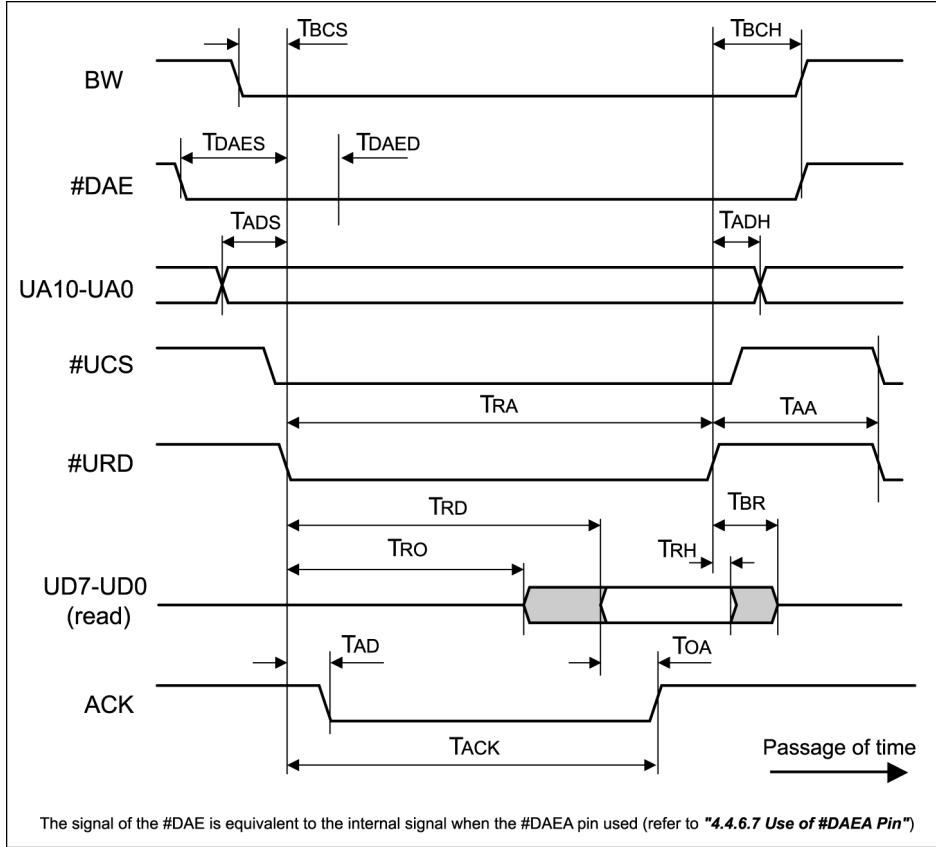 TBCS
TBCH
BW
TDAES
TDAED
#DAE
TADS
TADH
UA10-UA0
#UCS
TRA
TAA
#URD
TRD
TBR
TRO
TRH
UD7-UD0
(read)
TAD
TOA
ACK
TACK
Passage of time
The signal of the #DAE is equivalent to the internal signal when the #DAEA pin used (refer to "4.4.6.7 Use of #DAEA Pin")